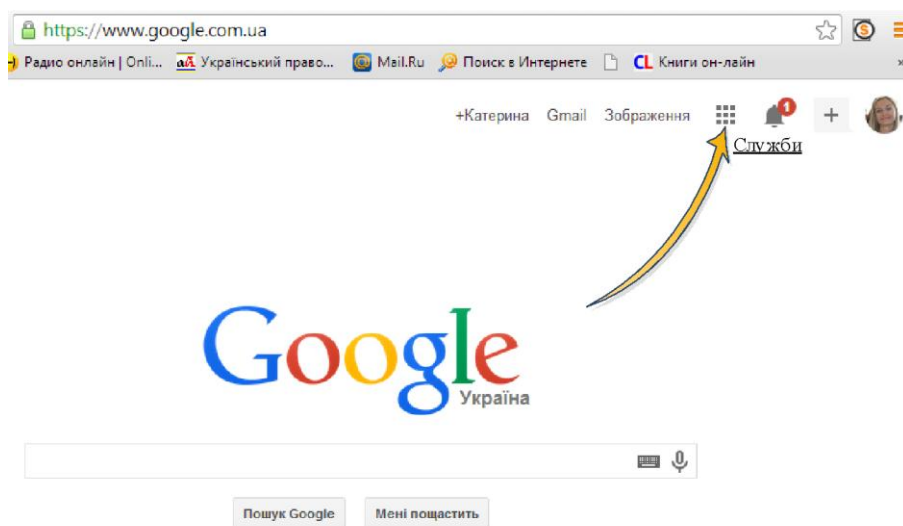 https://www.google.com.ua
Радио онлайн | Onli... Український право... Mail.Ru Поиск в Интернете CL Книги он-лайн
+Катерина Gmail Зображення 1 +
Служби
Google
Україна
Пошук Google Мені пощастить